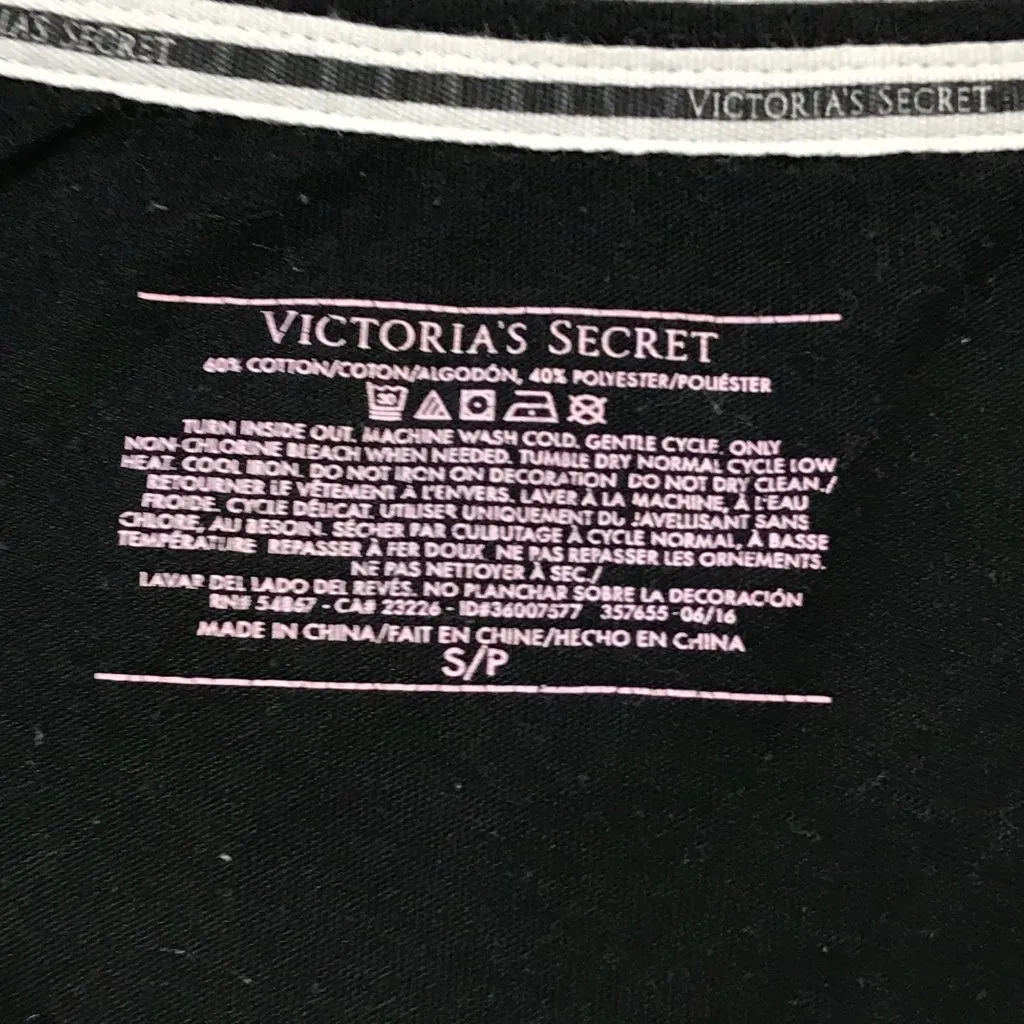 IA'S SECRET
VICTORIA'S SECRET
VICTORIA'S SECRET
60% COTTON/COTON/ALGODÓN, 40% POLYESTER/POLIÉSTER
30
TURN INSIDE OUT. MACHINE WASH COLD. GENTLE CYCLE. ONLY
NON-CHLORINE BLEACH WHEN NEEDED. TUMBLE DRY NORMAL CYCLE LOW
HEAT. COOL IRON. DO NOT IRON ON DECORATION. DO NOT DRY CLEAN./
RETOURNER LE VÊTEMENT À L'ENVERS. LAVER À LA MACHINE, À L'EAU
FROIDE. CYCLE DÉLICAT. UTILISER UNIQUEMENT DU JAVELLISANT SANS
CHLORE, AU BESOIN. SÉCHER PAR CULBUTAGE À CYCLE NORMAL, À BASSE
TEMPÉRATURE. REPASSER À FER DOUX. NE PAS REPASSER LES ORNEMENTS.
NE PAS NETTOYER À SEC./
LAVAR DEL LADO DEL REVÉS. NO PLANCHAR SOBRE LA DECORACIÓN
RN# 54867 - CA# 23226 - ID#36007577 357655 - 06/16
MADE IN CHINA/FAIT EN CHINE/HECHO EN CHINA
S/P